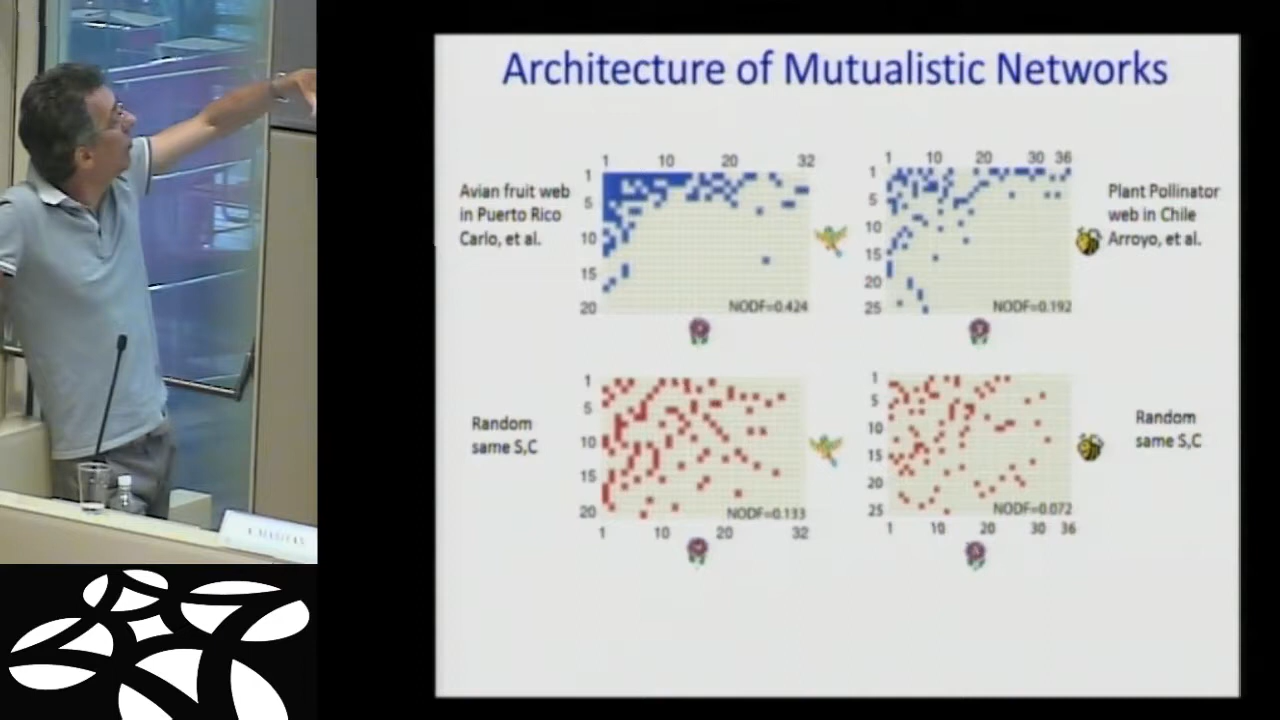 Architecture of Mutualistic Networks
1 10 20 32
1 10 20 30 36
Avian fruit web
in Puerto Rico
Carlo, et al.
1
5
10
15
20
NODF=0.424
1
5
10
15
20
25
NODF=0.192
Plant Pollinator
web in Chile
Arroyo, et al.
Random
same S,C
1
5
10
15
20
NODF=0.133
1 10 20 32
1
5
10
15
20
25
NODF=0.072
1 10 20 30 36
Random
same S,C